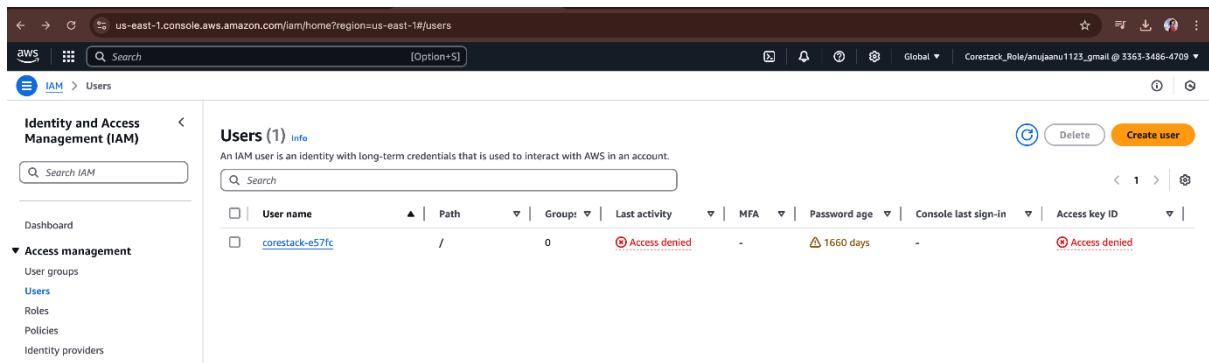 us-east-1.console.aws.amazon.com/iam/home?region=us-east-1#/users
aws Search [Option+S] Global Corestack_Role/anujaanu1123_gmail @ 3363-3486-4709
IAM > Users
Identity and Access
Management (IAM)
Search IAM
Dashboard
Access management
User groups
Users
Roles
Policies
Identity providers
Users (1) Info
Delete Create user
An IAM user is an identity with long-term credentials that is used to interact with AWS in an account.
Search
1
User name Path Group: Last activity MFA Password age Console last sign-in Access key ID
corestack-e57fc / 0 Access denied - 1660 days - Access denied